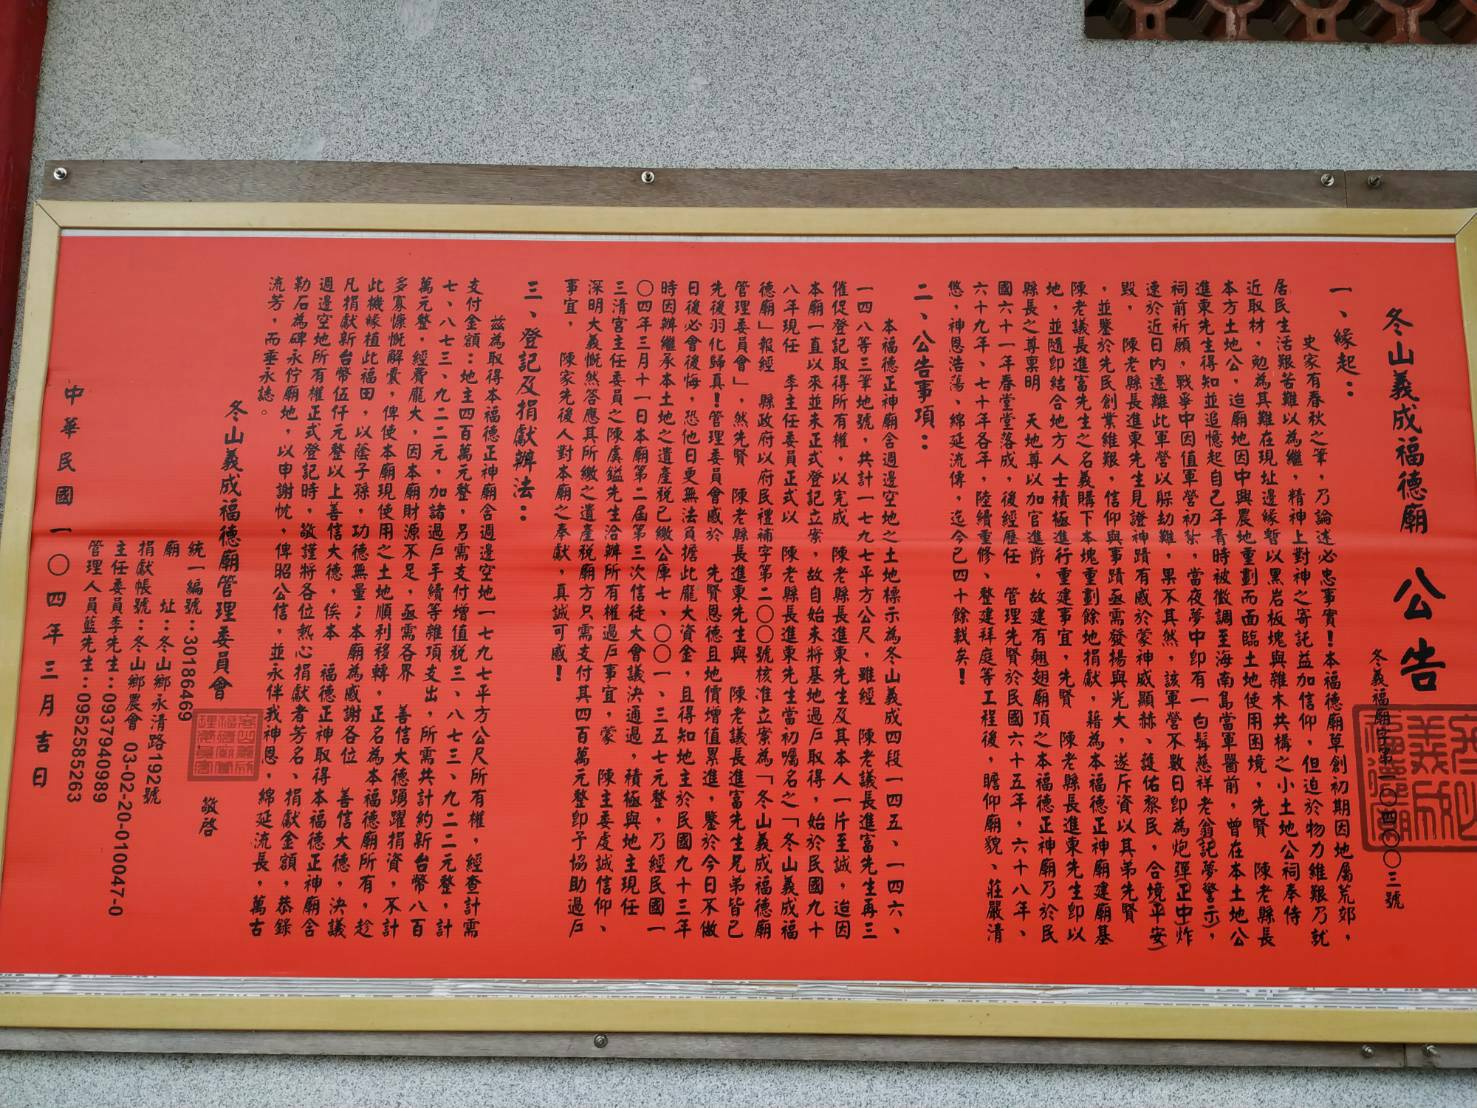 冬山義成福德廟 公告
冬義福廟字第一〇四〇〇〇三號
一、緣起：
史家有春秋之筆，乃論述必忠事實！本福德廟草創初期因地屬荒郊，
居民生活艱苦難以為繼，精神上對神之寄託益加信仰，但迫於物力維艱乃就
近取材，勉為其難在現址邊緣暫以黑岩板塊與雜木共構之小土地公祠奉侍
本方土地公，迨廟地因中興農地重劃而面臨土地使用困境，先賢 陳老縣長
進東先生得知並追憶起自己年青時被徵調至海南島當軍醫前，曾在本土地公
祠前祈願，戰爭中因值軍營初紮，當夜夢中即有一白髯慈祥老翁記夢警示，
速於近日內遠離此軍營以躲劫難，果不其然，該軍營不數日即為炮彈正中炸
毀， 陳老縣長進東先生見證神蹟有感於蒙神威顯赫、護佑黎民，合境平安
，並鑒於先民創業維艱，信仰與事蹟亟需發揚與光大，遂斥資以其弟先賢
陳老議長進富先生之名義購下本塊重劃餘地捐獻，藉為本福德正神廟建廟基
地，並隨即結合地方人士積極進行重建事宜，先賢 陳老縣長進東先生即以
縣長之尊稟明 天地尊以加官進爵，故建有翹翅廟頂之本福德正神廟乃於民
國六十一年春堂堂落成，後經歷任 管理先賢於民國六十五年，六十八年、
六十九年、七十年各年，陸續重修、整建拜庭等工程後，瞻仰廟貌、莊嚴清
悠，神恩浩蕩、綿延流傳，迄今已四十餘載矣！
二、公告事項：
本福德正神廟含週邊空地之土地標示為冬山義成四段一四五、一四六、
一四八等三筆地號，共計一七九七平方公尺，雖經 陳老議長進富先生再三
催促登記取得所有權，以完成 陳老縣長進東先生及其本人一片至誠，迨因
本廟一直以來並未正式登記立案，故自始未將基地過戶取得，始於民國九十
八年現任 李主任委員正式以 陳老縣長進東先生當初囑名之「冬山義成福
德廟」報經 縣政府以府民禮補字第二〇〇號核准立案為「冬山義成福德廟
管理委員會」，然先賢 陳老縣長進東先生與 陳老議長進富先生兄弟皆已
先後羽化歸真！管理委員會感於 先賢恩德且地價增值累進，鑒於今日不做
日後必會後悔，恐他日更無法負擔此龐大資金，且得知地主於民國九十三年
時因辦繼承本土地之遺產稅已繳公庫七、〇〇一、三五七元整，乃經民國一
〇四年三月十一日本廟第二屆第三次信徒大會議決通過，積極與地主現任
三清宮主任委員之陳虞鎰先生洽辦所有權過戶事宜，蒙 陳主委虔誠信仰、
深明大義慨然答應其所繳之遺產稅廟方只需支付其四百萬元整即予協助過戶
事宜， 陳家先後人對本廟之奉獻，真誠可感！
三、登記及捐獻辦法：
茲為取得本福德正神廟含週邊空地一七九七平方公尺所有權，經查計需
支付金額：地主四百萬元整，另需支付增值稅三、八七三、九二二元整，計
七、八七三、九二二元，加諸過戶手續等雜項支出，所需共計約新台幣八百
萬元整，經費龐大，因本廟財源不足，亟需各界 善信大德踴躍捐資，不計
多寡慷慨解囊，俾使本廟現使用之土地順利移轉，正名為本福德廟所有，趁
此機緣植此福田，以蔭子孫，功德無量；本廟為感謝各位 善信大德，決議
凡捐獻新台幣伍仟元整以上善信大德，俟本 福德正神取得本福德正神廟含
週邊空地所有權正式登記時，敬謹將各位熱心捐獻者芳名、捐獻金額，恭錄
勒石為碑永佇廟地，以申謝忱，俾昭公信，並永伴我神恩，綿延流長，萬古
流芳，而垂永誌。
冬山義成福德廟管理委員會 敬啓
統一編號：30186469
廟 址：冬山鄉永清路192號
捐獻帳號：冬山鄉農會 03-02-20-010047-0
主任委員李先生：0937940989
管理人員藍先生：0952585263
中華民國一〇四年三月吉日